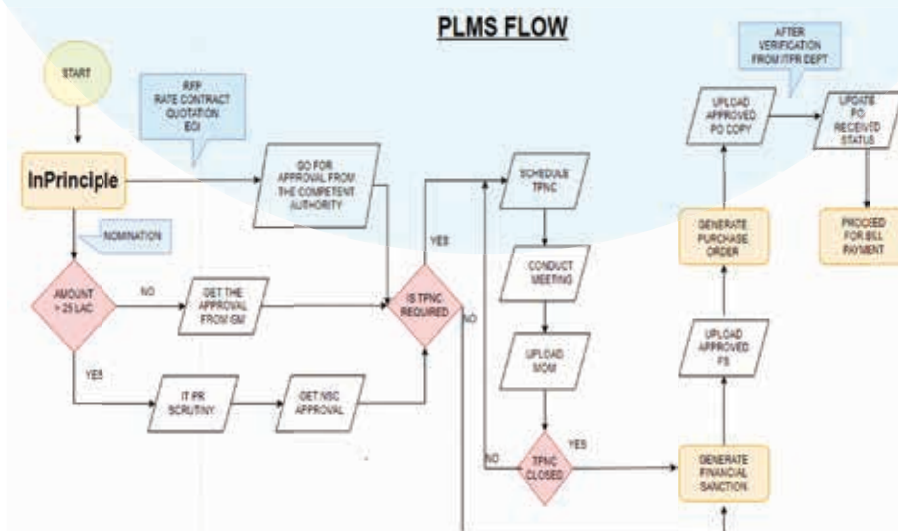 PLMS FLOW
START
RFP
RATE CONTRACT
QUOTATION
EOI
AFTER
VERIFICATION
FROM ITPR DEPT
UPLOAD
APPROVED
PO COPY
UPDATE
PO
RECEIVED
STATUS
InPrinciple
GO FOR
APPROVAL FROM
THE COMPETENT
AUTHORITY
SCHEDULE
TPNC
NOMINATION
YES
GENERATE
PURCHASE
ORDER
PROCEED
FOR BILL
PAYMENT
AMOUNT
> 25 LAC
NO
GET THE
APPROVAL
FROM GM
IS TPNC
REQUIRED
NO
CONDUCT
MEETING
UPLOAD
MOM
UPLOAD
APPROVED
FS
YES
IT PR
SCRUTINY
GET NSC
APPROVAL
NO
TPNC
CLOSED
YES
GENERATE
FINANCIAL
SANCTION